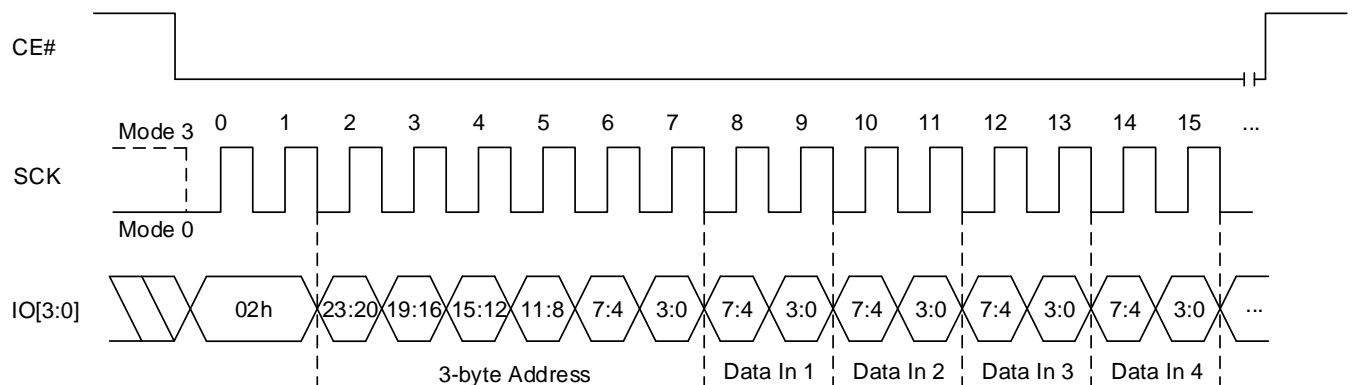 CE#
Mode 3 0 1 2 3 4 5 6 7 8 9 10 11 12 13 14 15 ...
SCK
Mode 0
IO[3:0] 02h 23:20 19:16 15:12 11:8 7:4 3:0 7:4 3:0 7:4 3:0 7:4 3:0 7:4 3:0 ...
3-byte Address Data In 1 Data In 2 Data In 3 Data In 4